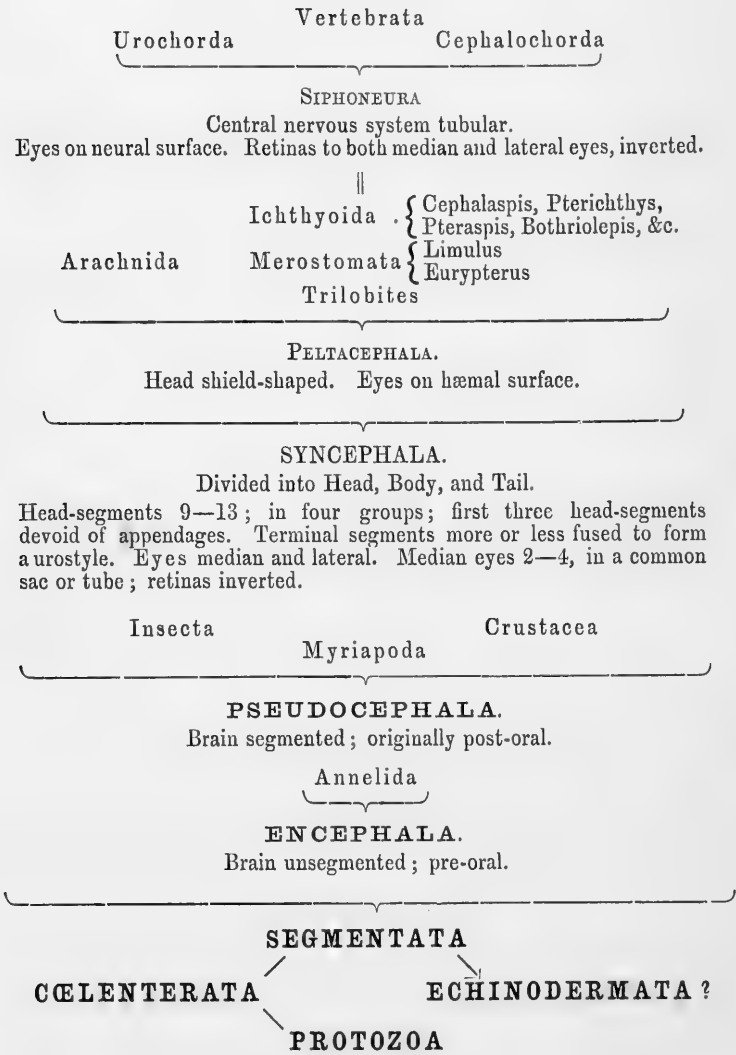 Vertebrata
Urochorda Cephalochorda
SIPHONEURA
Central nervous system tubular.
Eyes on neural surface. Retinas to both median and lateral eyes, inverted.
Ichthyoida . { Cephalaspis, Pterichthys,
Pteraspis, Bothriolepis, &c.
Arachnida Merostomata { Limulus
Eurypterus
Trilobites
PELTACEPHALA.
Head shield-shaped. Eyes on hæmal surface.
SYNCEPHALA.
Divided into Head, Body, and Tail.
Head-segments 9—13; in four groups; first three head-segments
devoid of appendages. Terminal segments more or less fused to form
a urostyle. Eyes median and lateral. Median eyes 2—4, in a common
sac or tube; retinas inverted.
Insecta Crustacea
Myriapoda
PSEUDOCEPHALA.
Brain segmented; originally post-oral.
Annelida
ENCEPHALA.
Brain unsegmented; pre-oral.
SEGMENTATA
CŒLENTERATA ECHINODERMATA ?
PROTOZOA